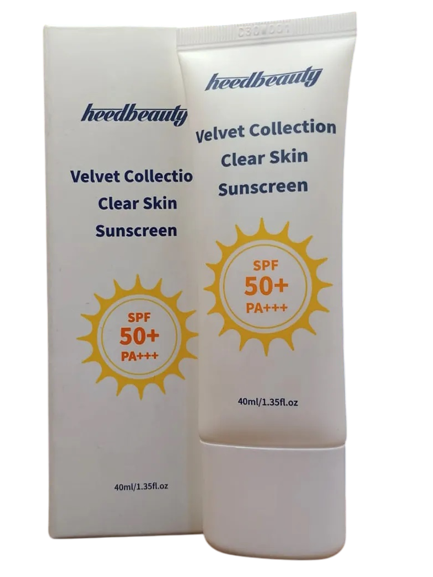 heedbeauty
Velvet Collectio
Clear Skin
Sunscreen
SPF
50+
PA+++
40ml/1.35fl.oz
heedbeauty
Velvet Collection
Clear Skin
Sunscreen
SPF
50+
PA+++
40ml/1.35fl.oz